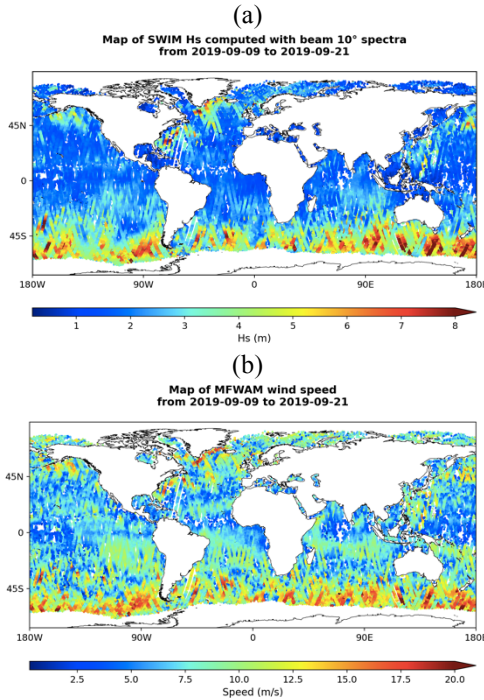 (a)
Map of SWIM Hs computed with beam 10° spectra
from 2019-09-09 to 2019-09-21
45N
0
45S
180W 90W 0 90E 180E
1 2 3 4 5 6 7 8
Hs (m)
(b)
Map of MFWAM wind speed
from 2019-09-09 to 2019-09-21
45N
0
45S
180W 90W 0 90E 180E
2.5 5.0 7.5 10.0 12.5 15.0 17.5 20.0
Speed (m/s)